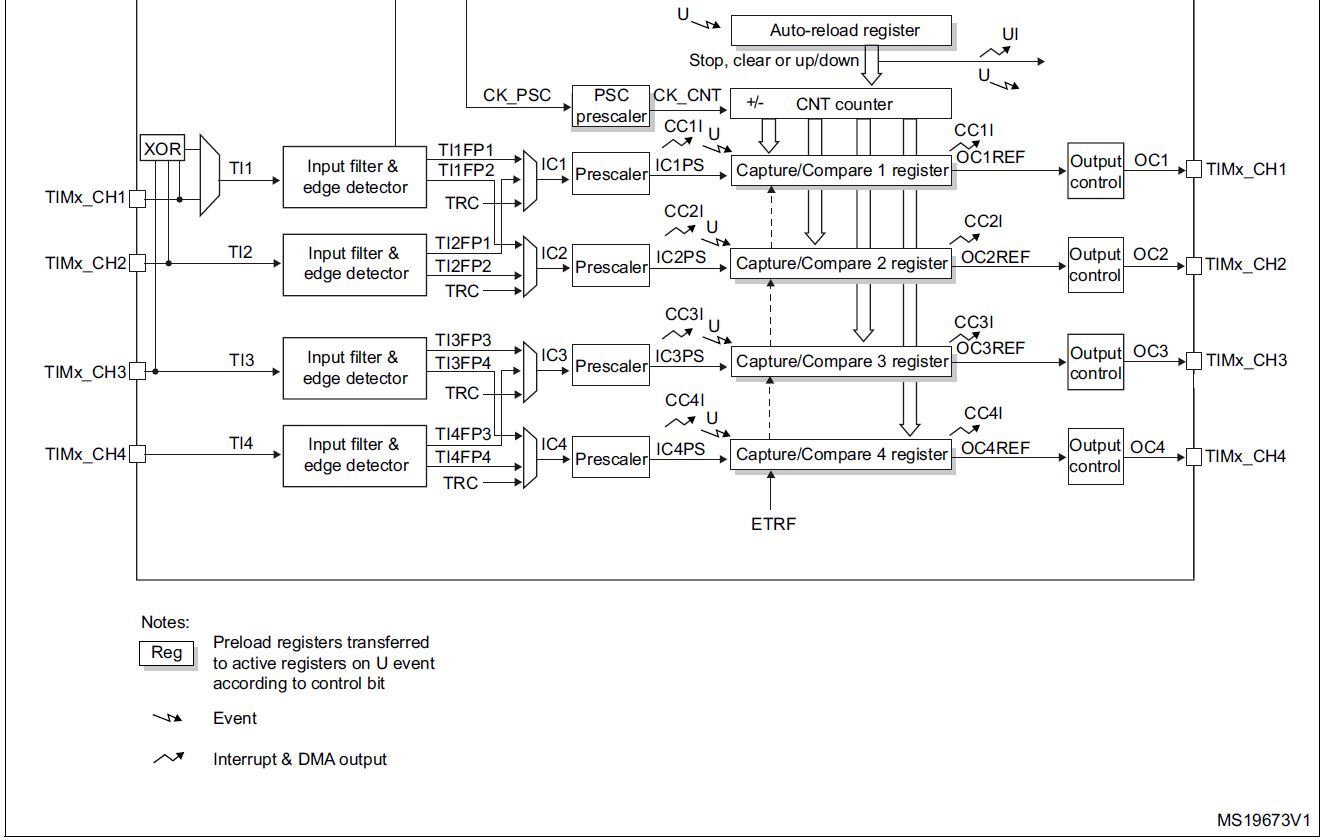 U
Auto-reload register
UI
Stop, clear or up/down
U
CK_PSC
PSC
prescaler
CK_CNT
+/-
CNT counter
CC1I
U
CC1I
XOR
TI1
Input filter &
edge detector
TI1FP1
TI1FP2
TRC
IC1
Prescaler
IC1PS
Capture/Compare 1 register
OC1REF
Output
control
OC1
TIMx_CH1
TIMx_CH1
CC2I
U
CC2I
TIMx_CH2
TI2
Input filter &
edge detector
TI2FP1
TI2FP2
TRC
IC2
Prescaler
IC2PS
Capture/Compare 2 register
OC2REF
Output
control
OC2
TIMx_CH2
CC3I
U
CC3I
TIMx_CH3
TI3
Input filter &
edge detector
TI3FP3
TI3FP4
TRC
IC3
Prescaler
IC3PS
Capture/Compare 3 register
OC3REF
Output
control
OC3
TIMx_CH3
CC4I
U
CC4I
TIMx_CH4
TI4
Input filter &
edge detector
TI4FP3
TI4FP4
TRC
IC4
Prescaler
IC4PS
Capture/Compare 4 register
OC4REF
Output
control
OC4
TIMx_CH4
ETRF
Notes:
Reg
Preload registers transferred
to active registers on U event
according to control bit
Event
Interrupt & DMA output
MS19673V1